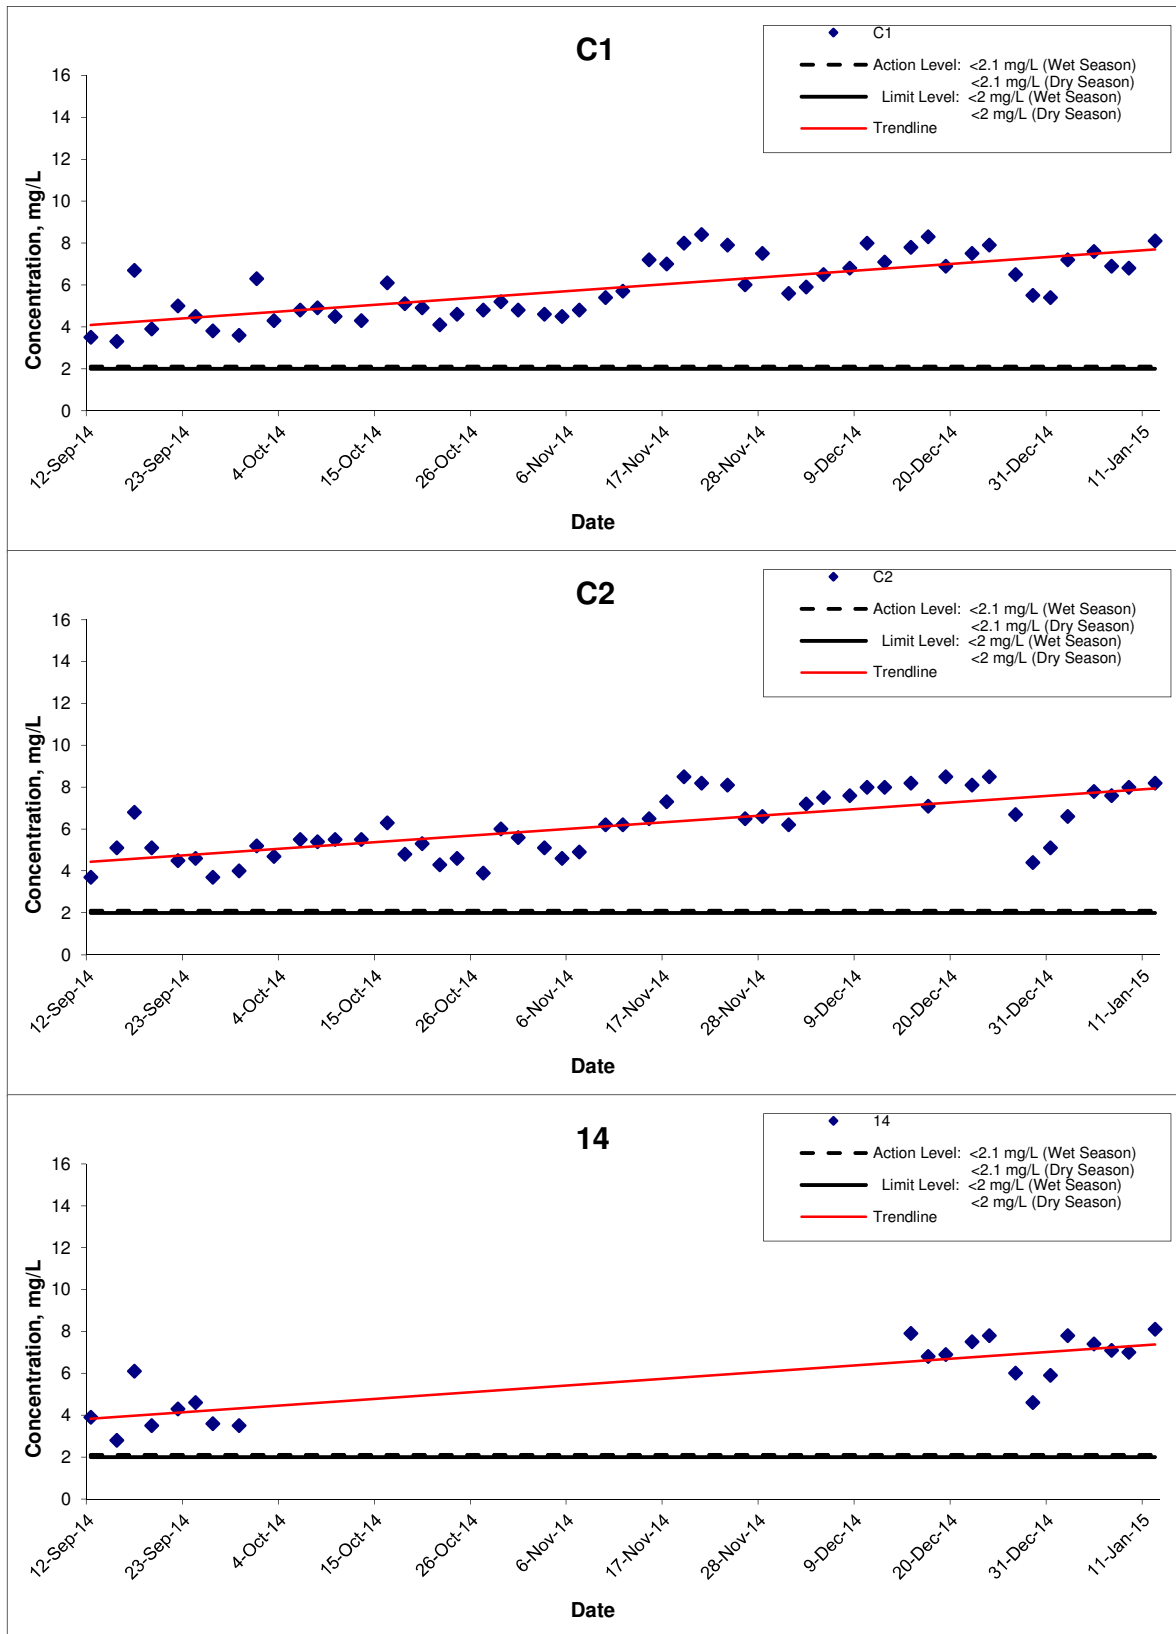 C1
C1
Action Level: <2.1 mg/L (Wet Season)
<2.1 mg/L (Dry Season)
Limit Level: <2 mg/L (Wet Season)
<2 mg/L (Dry Season)
Trendline
Concentration, mg/L
16
14
12
10
8
6
4
2
0
12-Sep-14
23-Sep-14
4-Oct-14
15-Oct-14
26-Oct-14
6-Nov-14
17-Nov-14
28-Nov-14
9-Dec-14
20-Dec-14
31-Dec-14
11-Jan-15
Date
C2
C2
Action Level: <2.1 mg/L (Wet Season)
<2.1 mg/L (Dry Season)
Limit Level: <2 mg/L (Wet Season)
<2 mg/L (Dry Season)
Trendline
Concentration, mg/L
16
14
12
10
8
6
4
2
0
12-Sep-14
23-Sep-14
4-Oct-14
15-Oct-14
26-Oct-14
6-Nov-14
17-Nov-14
28-Nov-14
9-Dec-14
20-Dec-14
31-Dec-14
11-Jan-15
Date
14
14
Action Level: <2.1 mg/L (Wet Season)
<2.1 mg/L (Dry Season)
Limit Level: <2 mg/L (Wet Season)
<2 mg/L (Dry Season)
Trendline
Concentration, mg/L
16
14
12
10
8
6
4
2
0
12-Sep-14
23-Sep-14
4-Oct-14
15-Oct-14
26-Oct-14
6-Nov-14
17-Nov-14
28-Nov-14
9-Dec-14
20-Dec-14
31-Dec-14
11-Jan-15
Date